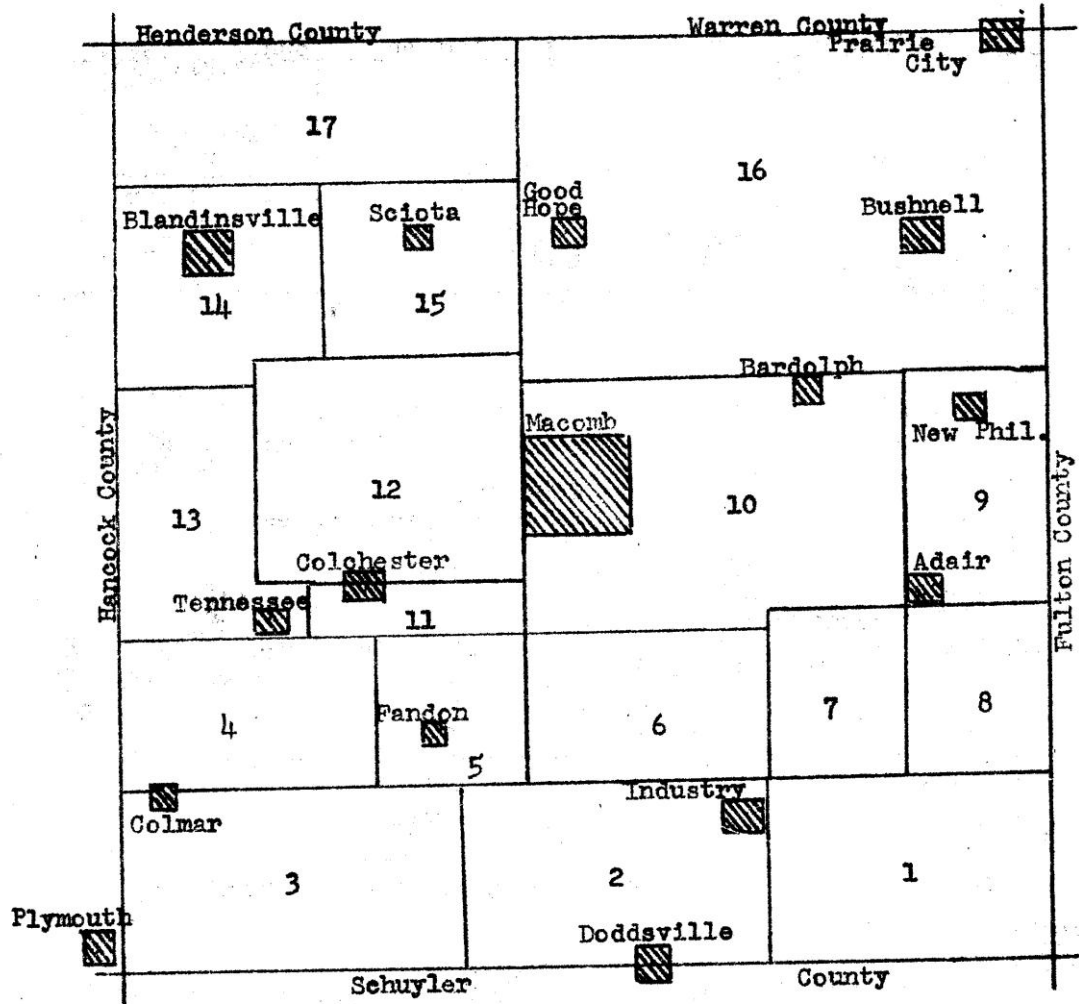 Henderson County
Warren County
Prairie
City
17
16
Good
Hope
Blandinsville
Sciota
Bushnell
14
15
Bardolph
Macomb
New Phil.
Hancock County
13
12
10
9
Fulton County
Colchester
Adair
Tennessee
11
4
Fandon
5
6
7
8
Industry
Colmar
3
2
1
Plymouth
Doddsville
Schuyler
County